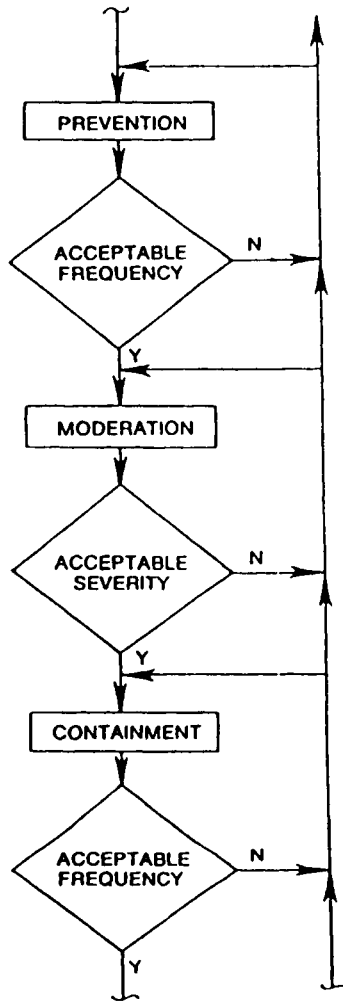 PREVENTION
ACCEPTABLE
FREQUENCY
N
Y
MODERATION
ACCEPTABLE
SEVERITY
N
Y
CONTAINMENT
ACCEPTABLE
FREQUENCY
N
Y